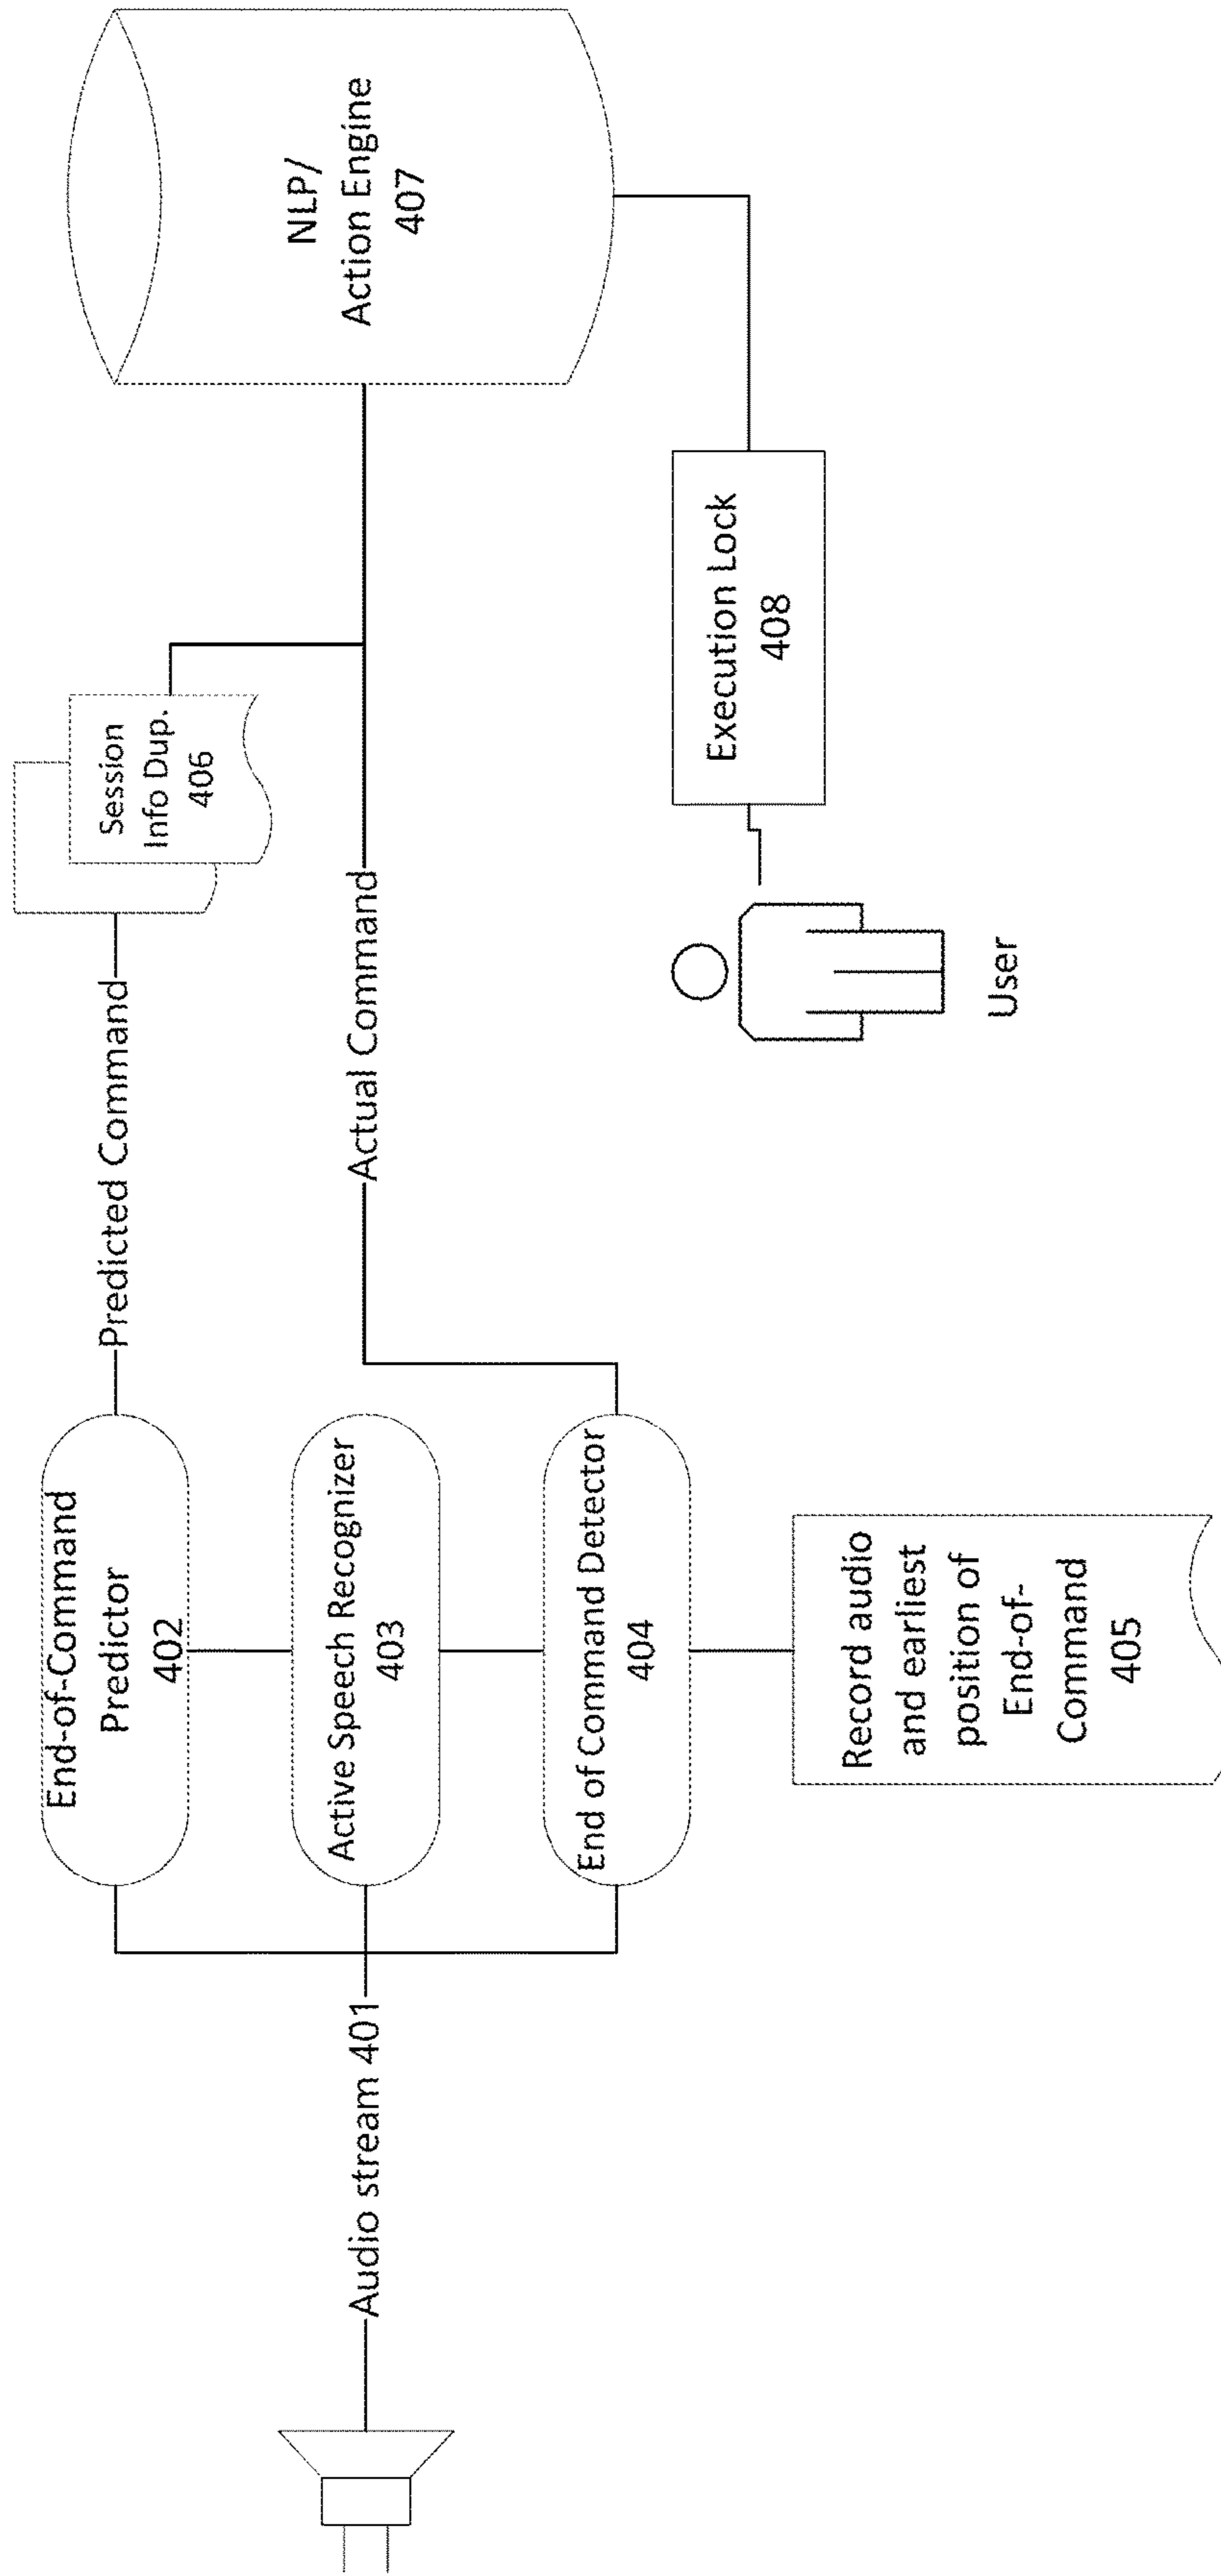 Audio stream 401
End-of-Command
Predictor
402
Active Speech Recognizer
403
End of Command Detector
404
Record audio
and earliest
position of
End-of-
Command
405
Predicted Command
Actual Command
Session
Info Dup.
406
NLP/
Action Engine
407
Execution Lock
408
User